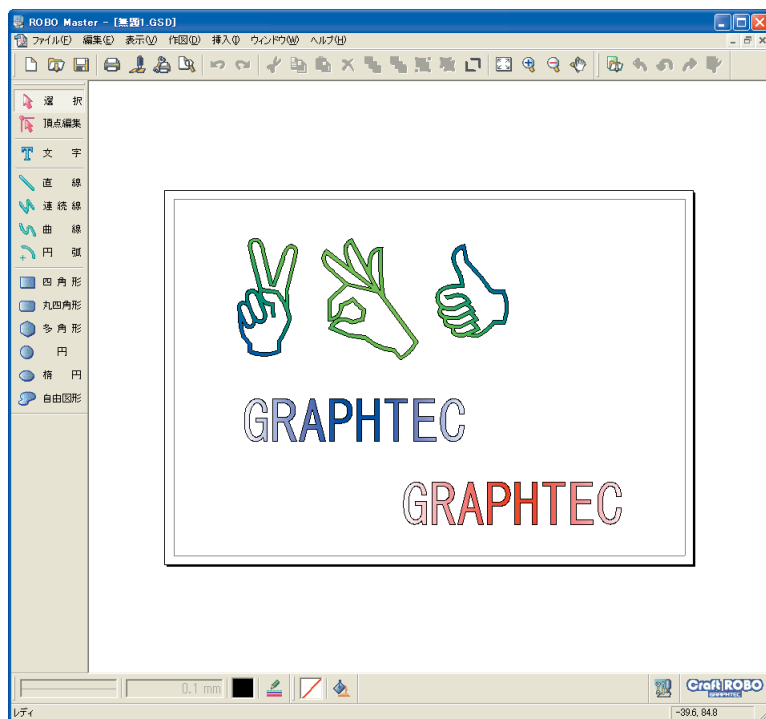 ROBO Master - [無題1.GSD]
ファイル(F) 編集(E) 表示(V) 作図(D) 挿入(I) ウィンドウ(W) ヘルプ(H)
選択
頂点編集
文字
直線
連続線
曲線
円弧
四角形
丸四角形
多角形
円
楕円
自由図形
GRAPHTEC
GRAPHTEC
0.1 mm
Craft ROBO
GRAPHTEC
レディ
-39.6, 84.8